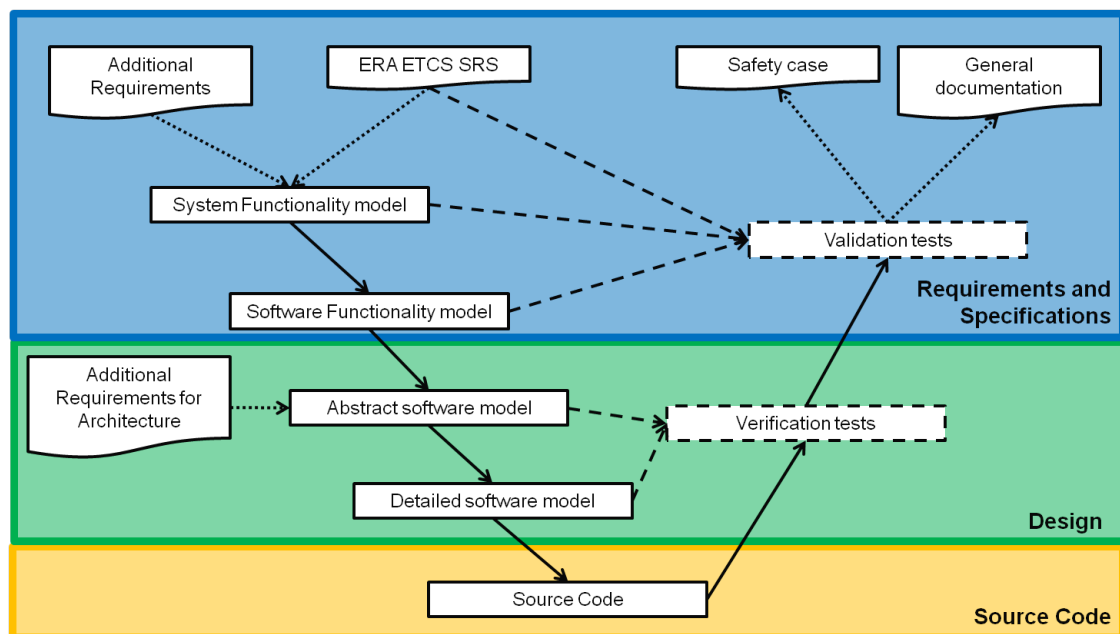 Additional
Requirements
ERA ETCS SRS
Safety case
General
documentation
System Functionality model
Validation tests
Software Functionality model
Requirements and
Specifications
Additional
Requirements for
Architecture
Abstract software model
Verification tests
Detailed software model
Design
Source Code
Source Code